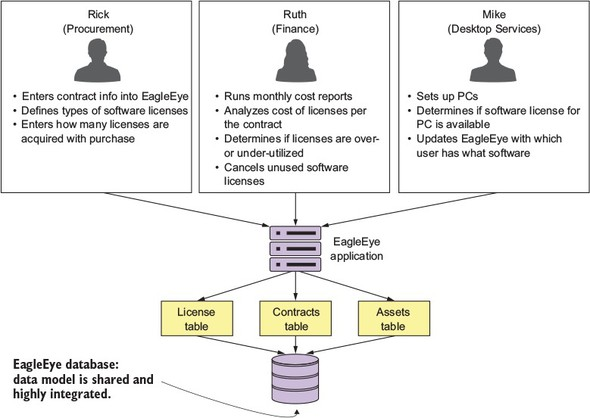 Rick
(Procurement)
• Enters contract info into EagleEye
• Defines types of software licenses
• Enters how many licenses are
acquired with purchase
Ruth
(Finance)
• Runs monthly cost reports
• Analyzes cost of licenses per
the contract
• Determines if licenses are over-
or under-utilized
• Cancels unused software
licenses
Mike
(Desktop Services)
• Sets up PCs
• Determines if software license for
PC is available
• Updates EagleEye with which
user has what software
EagleEye
application
License
table
Contracts
table
Assets
table
EagleEye database:
data model is shared and
highly integrated.